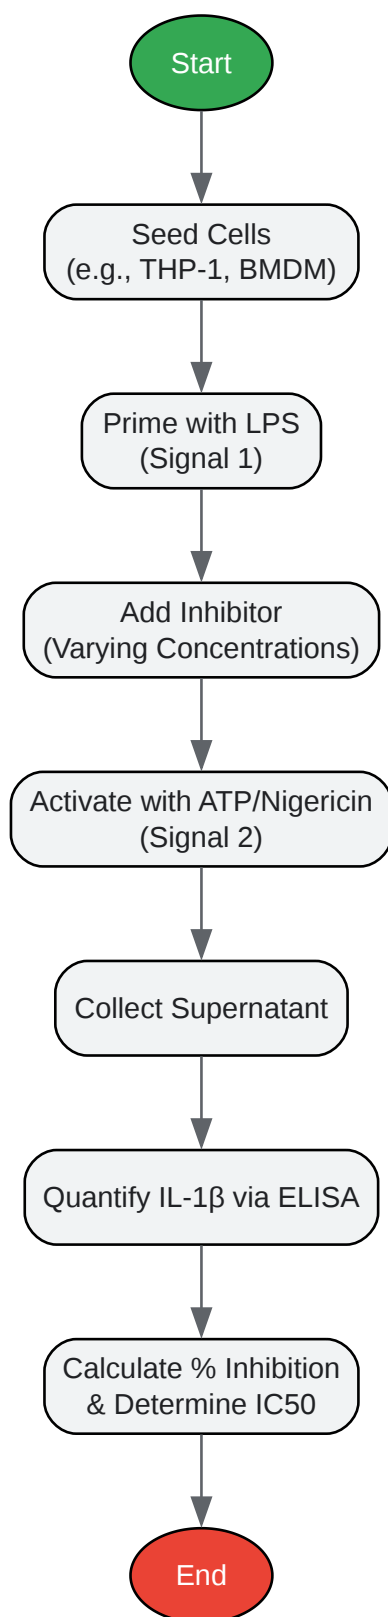 Start
Seed Cells
(e.g., THP-1, BMDM)
Prime with LPS
(Signal 1)
Add Inhibitor
(Varying Concentrations)
Activate with ATP/Nigericin
(Signal 2)
Collect Supernatant
Quantify IL-1β via ELISA
Calculate % Inhibition
& Determine IC50
End